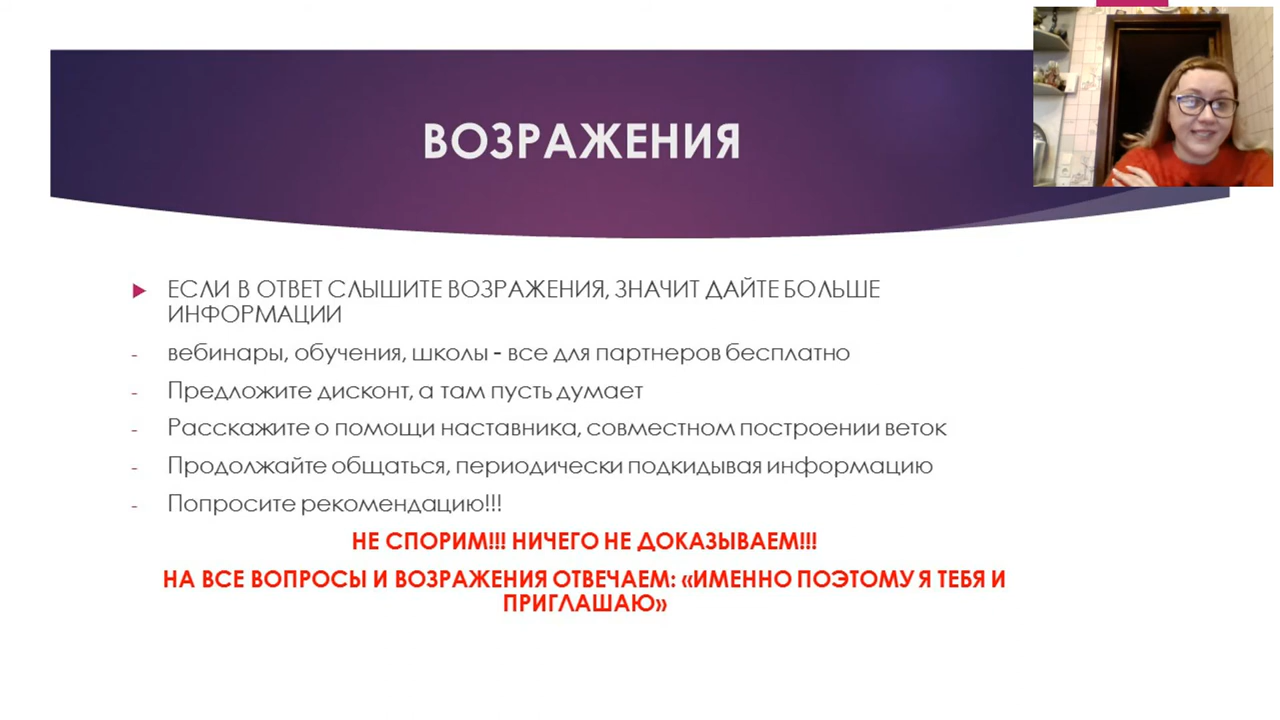 ВОЗРАЖЕНИЯ
ЕСЛИ В ОТВЕТ СЛЫШИТЕ ВОЗРАЖЕНИЯ, ЗНАЧИТ ДАЙТЕ БОЛЬШЕ
ИНФОРМАЦИИ
- вебинары, обучения, школы - все для партнеров бесплатно
- Предложите дисконт, а там пусть думает
- Расскажите о помощи наставника, совместном построении веток
- Продолжайте общаться, периодически подкидывая информацию
- Попросите рекомендацию!!!
НЕ СПОРИМ!!! НИЧЕГО НЕ ДОКАЗЫВАЕМ!!!
НА ВСЕ ВОПРОСЫ И ВОЗРАЖЕНИЯ ОТВЕЧАЕМ: «ИМЕННО ПОЭТОМУ Я ТЕБЯ И
ПРИГЛАШАЮ»